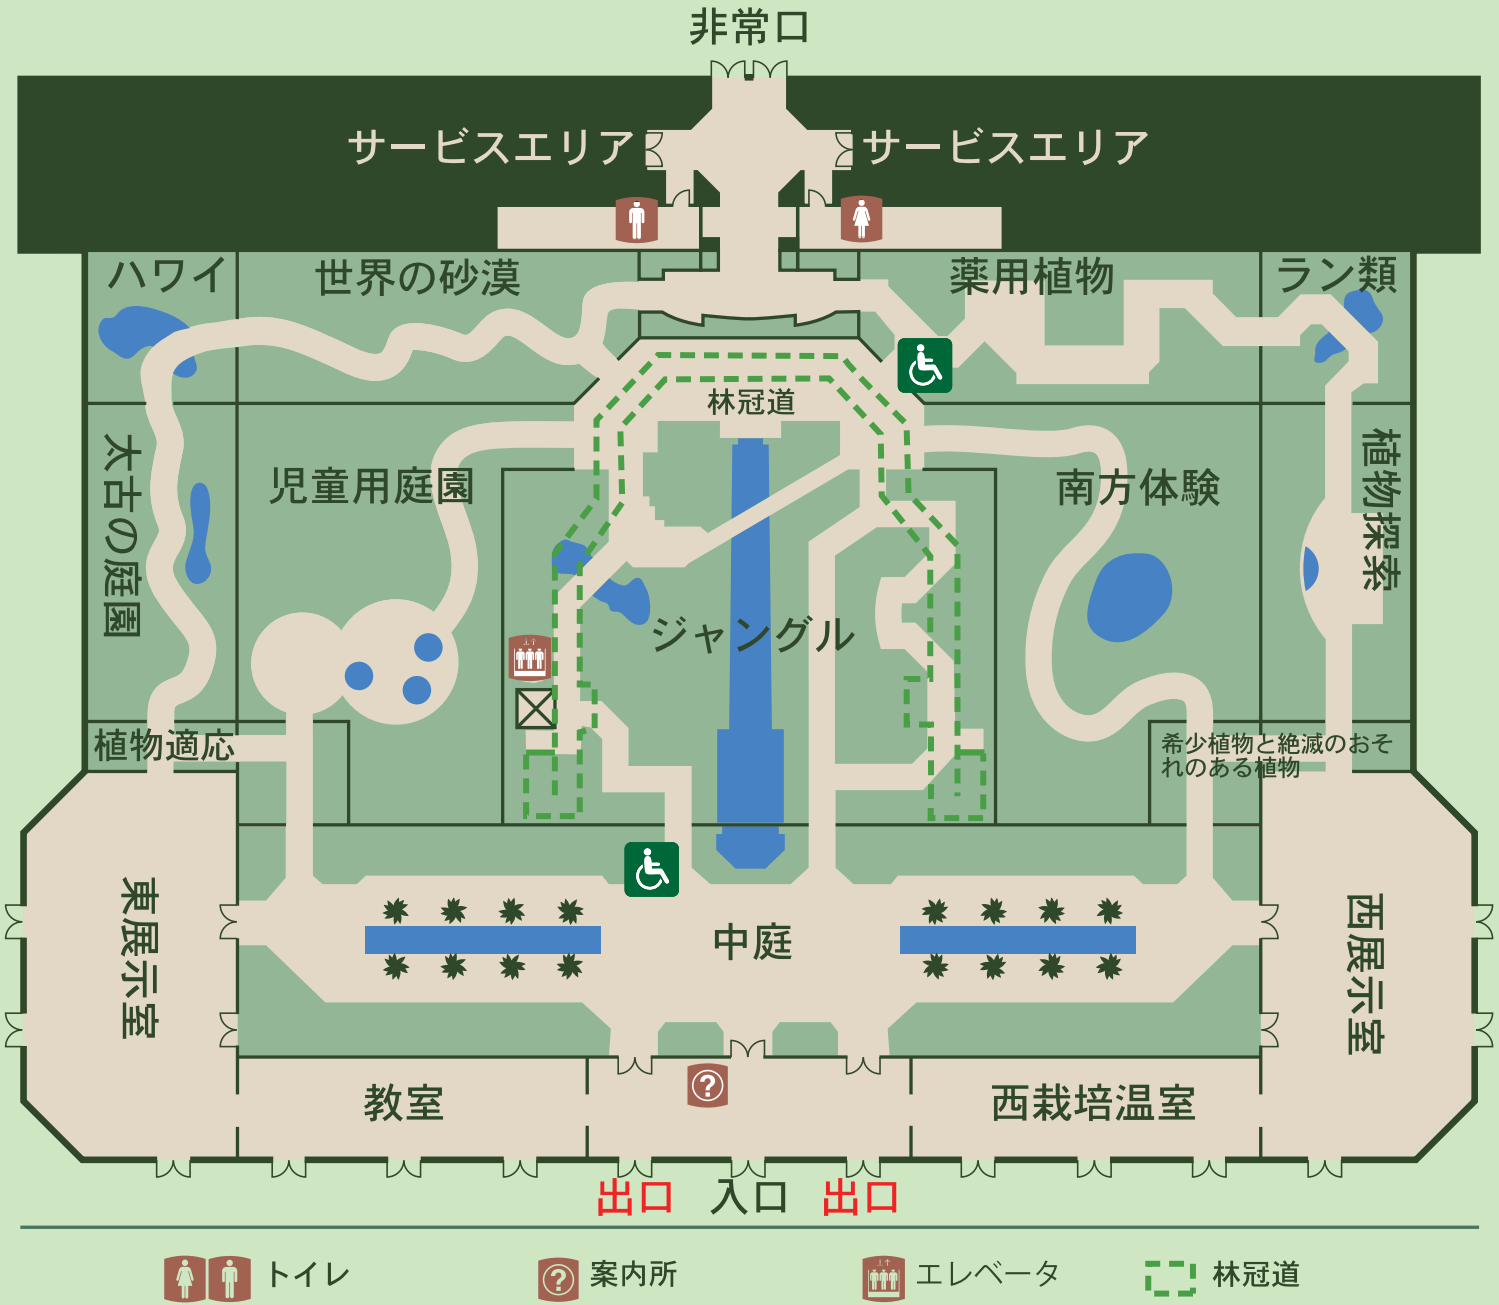 非常口
サービスエリア
サービスエリア
ハワイ
世界の砂漠
薬用植物
ラン類
林冠道
太古の庭園
児童用庭園
南方体験
植物探索
ジャングル
植物適応
希少植物と絶滅のおそ
れのある植物
東展示室
中庭
西展示室
教室
?
西栽培温室
出口
入口
出口
トイレ
? 案内所
エレベータ
林冠道